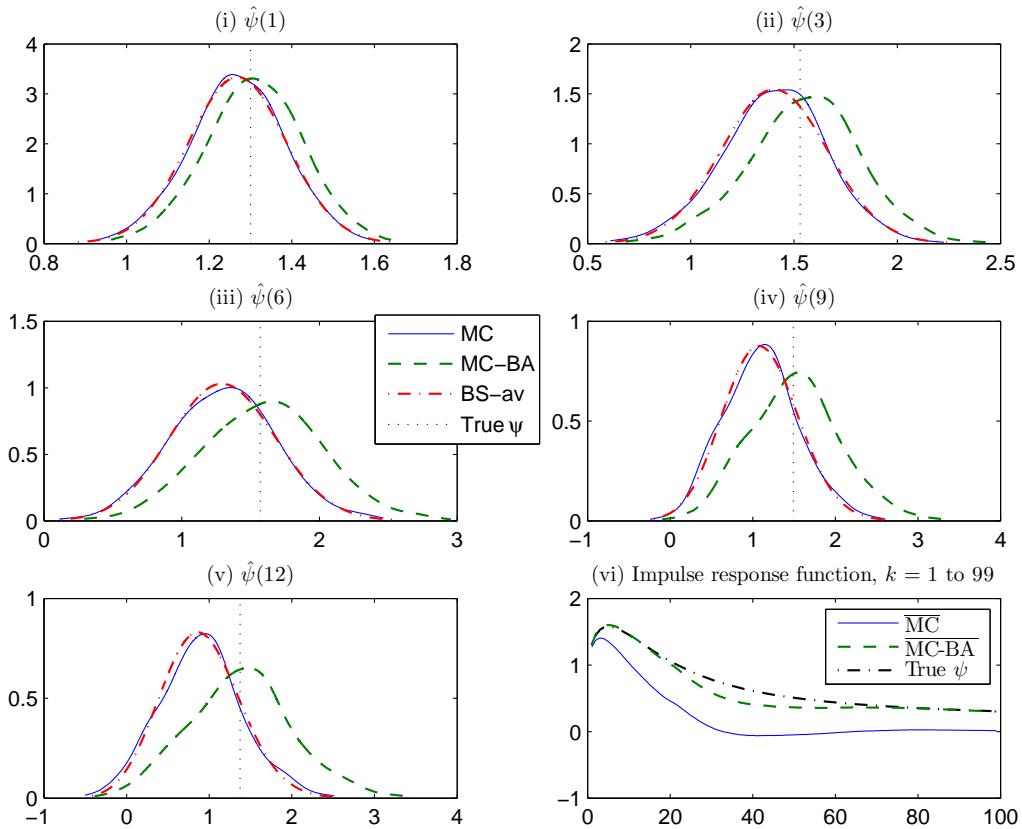 (i) ψ̂(1)
4
3
2
1
0
0.8 1 1.2 1.4 1.6 1.8
(ii) ψ̂(3)
2
1.5
1
0.5
0
0.5 1 1.5 2 2.5
(iii) ψ̂(6)
1.5
1
0.5
0
0 1 2 3
MC
MC−BA
BS−av
True ψ
(iv) ψ̂(9)
1
0.5
0
−1 0 1 2 3 4
(v) ψ̂(12)
1
0.5
0
−1 0 1 2 3 4
(vi) Impulse response function, k = 1 to 99
2
1
0
−1
20 40 60 80 100
M̅C̅
M̅C̅-̅B̅A̅
True ψ